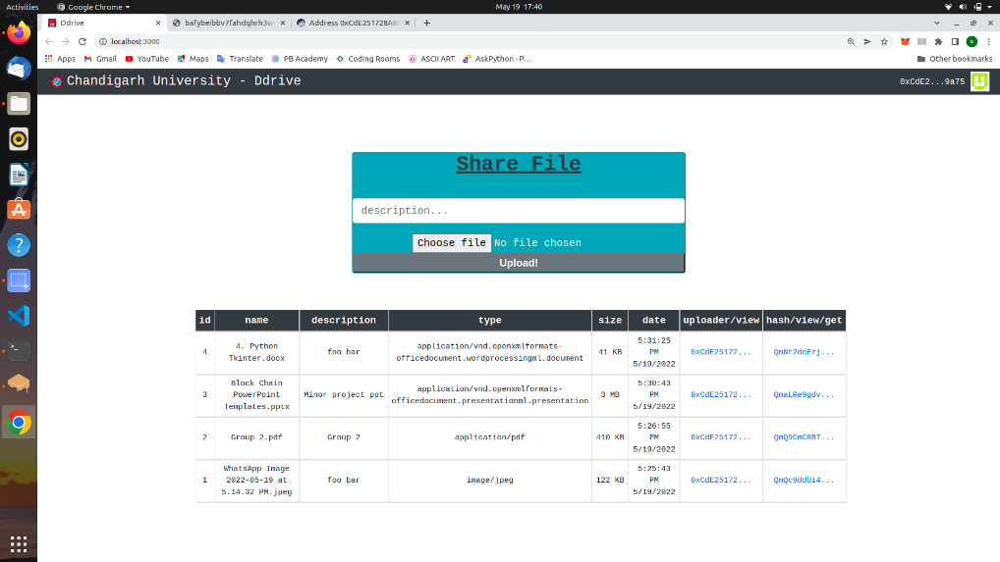 Activities Google Chrome May 19 17:40
Ddrive
bafybeibbv7fahdqhrh3w
Address 0xCdE251728A8
localhost:3000
Apps Gmail YouTube Maps Translate PB Academy Coding Rooms ASCII ART AskPython - P… Other bookmarks
Chandigarh University - Ddrive 0xCdE2...9a75
Share File
description...
Choose file No file chosen
Upload!
id name description type size date uploader/view hash/view/get
4 4. Python Tkinter.docx foo bar application/vnd.openxmlformats-officedocument.wordprocessingml.document 41 KB 5:31:25 PM 5/19/2022 0xCdE25172... QmNt2deEzj...
3 Block Chain PowerPoint Templates.pptx Minor project ppt application/vnd.openxmlformats-officedocument.presentationml.presentation 3 MB 5:30:43 PM 5/19/2022 0xCdE25172... QmaLRe9gdv...
2 Group 2.pdf Group 2 application/pdf 410 KB 5:26:55 PM 5/19/2022 0xCdE25172... QmQ9CmC8BT...
1 WhatsApp Image 2022-05-19 at 5.14.32 PM.jpeg foo bar image/jpeg 122 KB 5:25:43 PM 5/19/2022 0xCdE25172... QmQc9ddUi4...